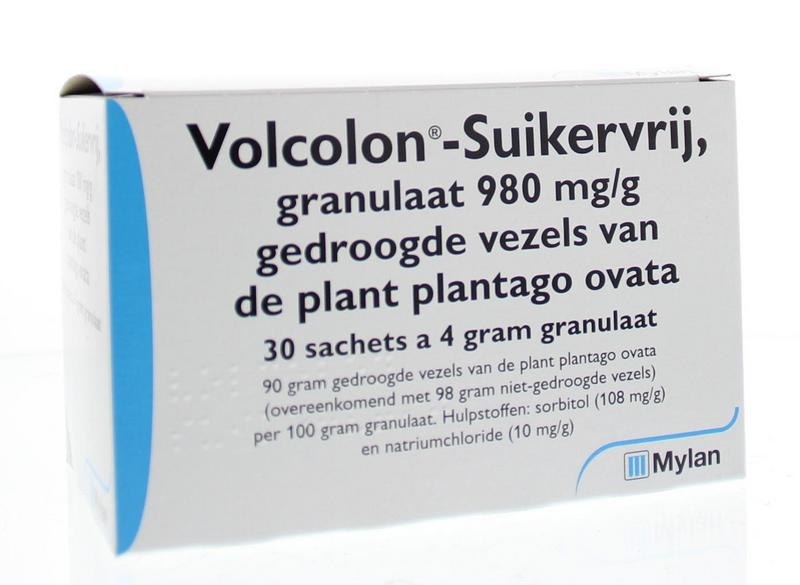 Volcolon®-Suikervrij,
granulaat 980 mg/g
gedroogde vezels van
de plant plantago ovata
30 sachets a 4 gram granulaat
90 gram gedroogde vezels van de plant plantago ovata
(overeenkomend met 98 gram niet-gedroogde vezels)
per 100 gram granulaat. Hulpstoffen: sorbitol (108 mg/g)
en natriumchloride (10 mg/g)
Mylan